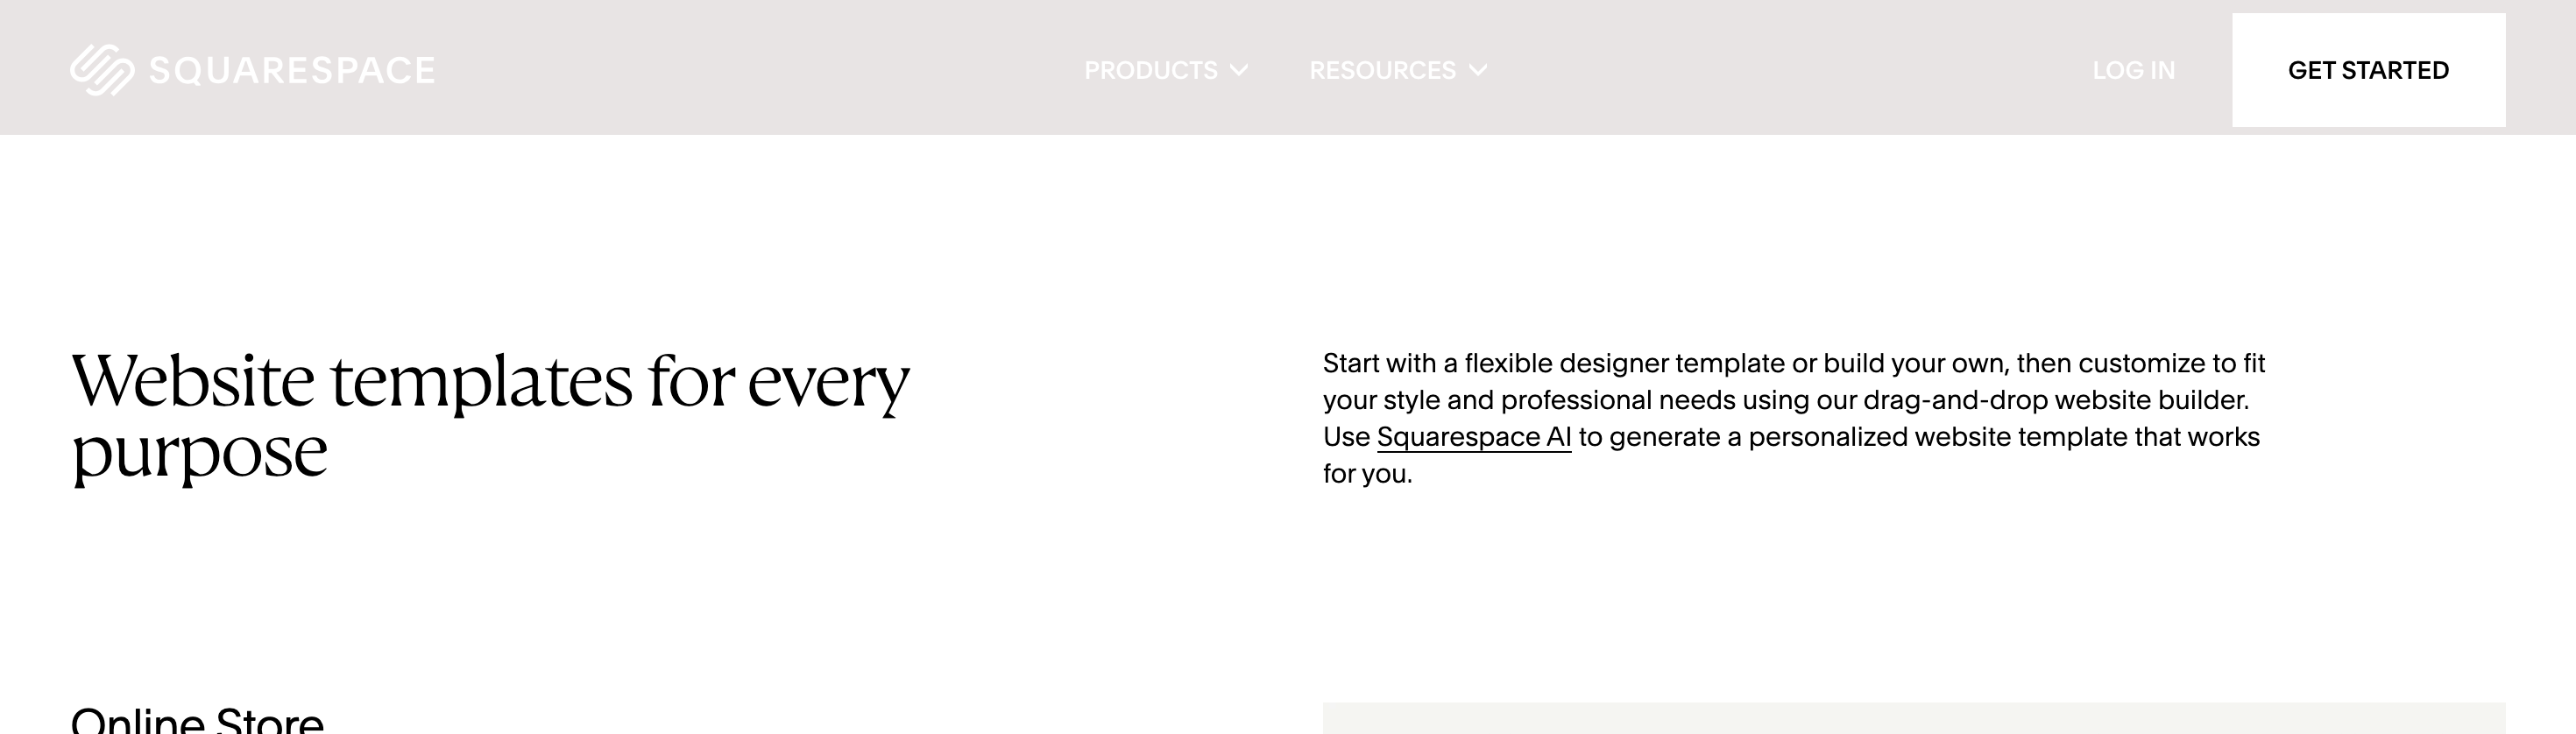 SQUARESPACE
PRODUCTS
RESOURCES
LOG IN
GET STARTED
Website templates for every
purpose
Start with a flexible designer template or build your own, then customize to fit
your style and professional needs using our drag-and-drop website builder.
Use Squarespace AI to generate a personalized website template that works
for you.
Online Store